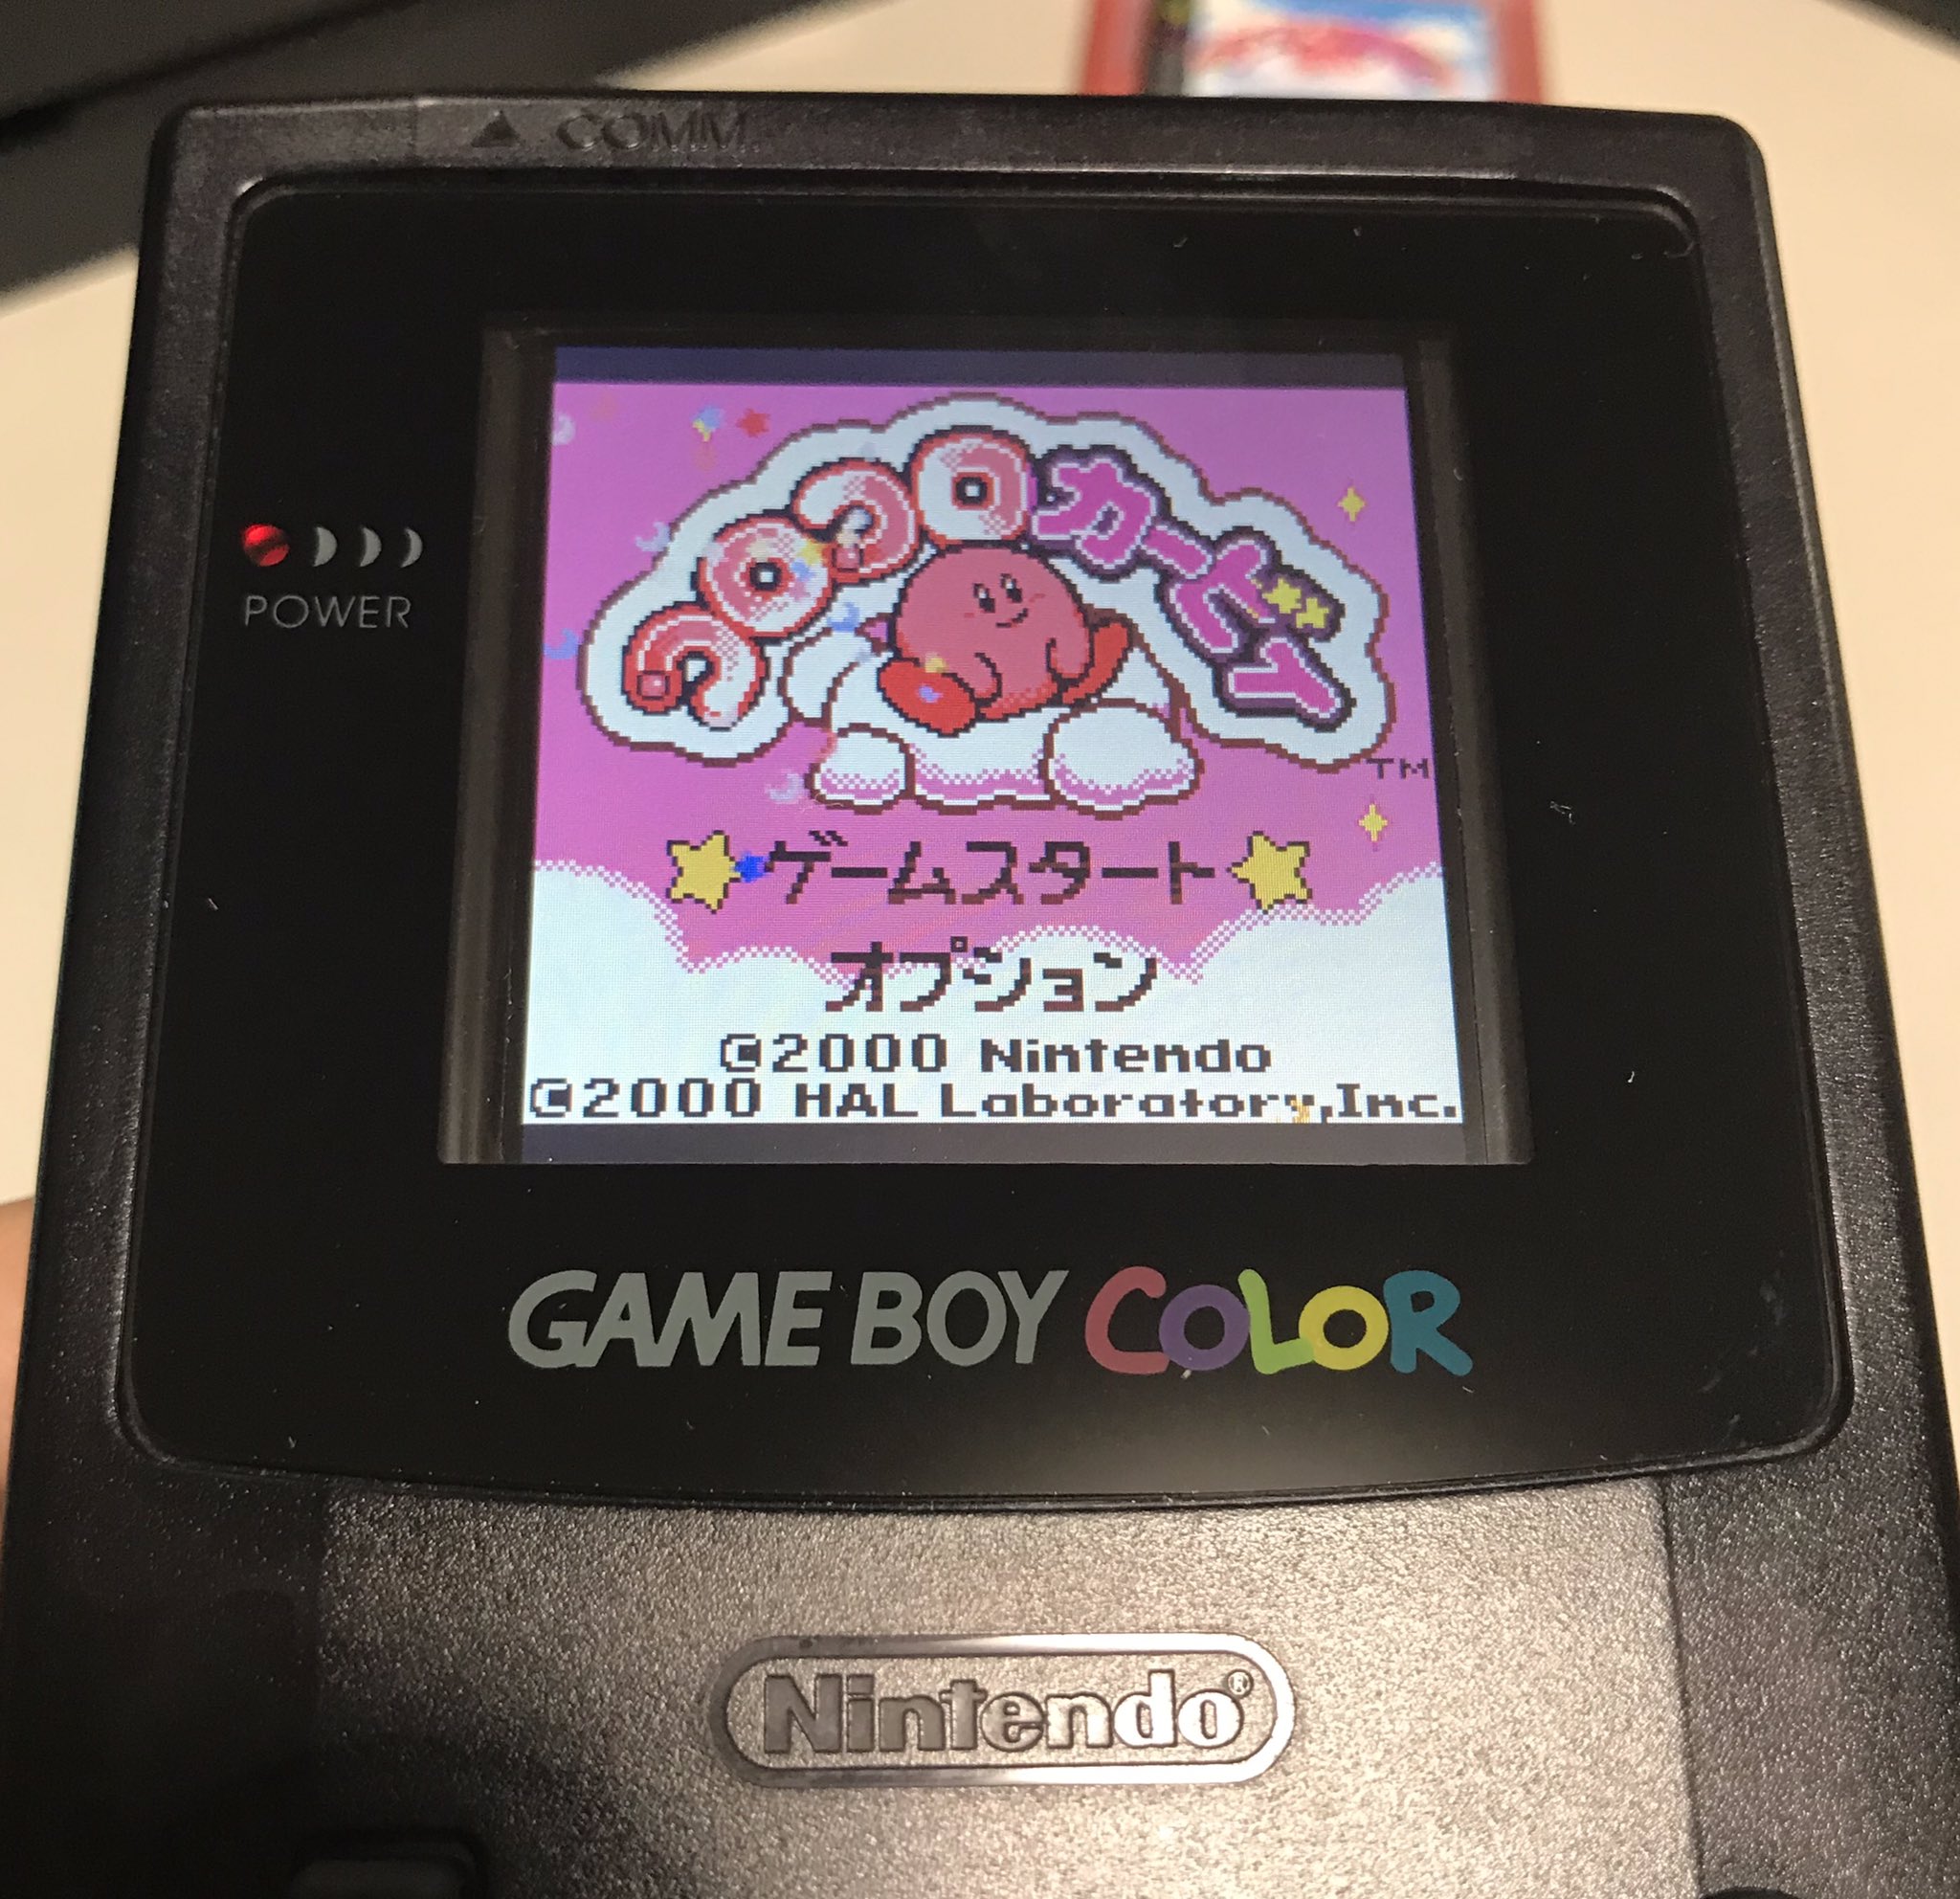 COMM.
POWER
コロコロカービィ
TM
ゲームスタート
オプション
©2000 Nintendo
©2000 HAL Laboratory,Inc.
GAME BOY COLOR
Nintendo®